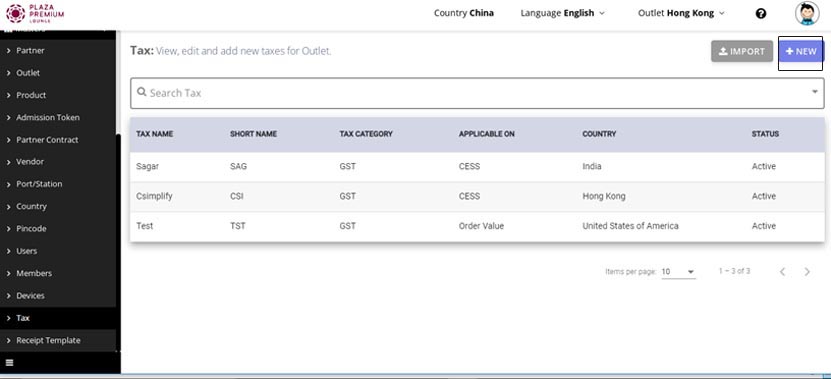 PLAZA PREMIUM LOUNGE
Country China
Language English
Outlet Hong Kong
Masters
Partner
Outlet
Product
Admission Token
Partner Contract
Vendor
Port/Station
Country
Pincode
Users
Members
Devices
Tax
Receipt Template
Tax: View, edit and add new taxes for Outlet.
IMPORT
+ NEW
Search Tax
TAX NAME SHORT NAME TAX CATEGORY APPLICABLE ON COUNTRY STATUS
Sagar SAG GST CESS India Active
Csimplify CSI GST CESS Hong Kong Active
Test TST GST Order Value United States of America Active
Items per page: 10 1 – 3 of 3